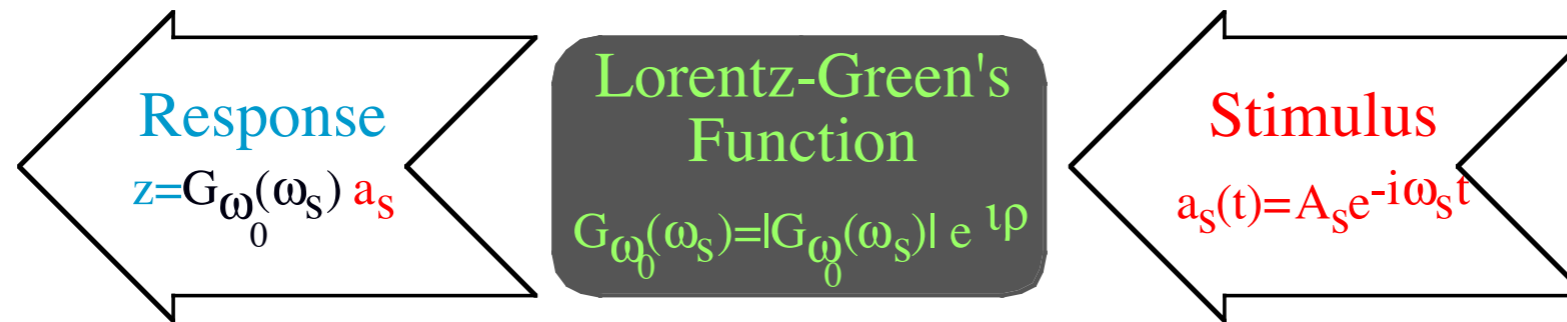 Response
z=Gω₀(ωs) as
Lorentz-Green's
Function
Gω₀(ωs)=|Gω₀(ωs)| e ιρ
Stimulus
as(t)=Ase-iωst